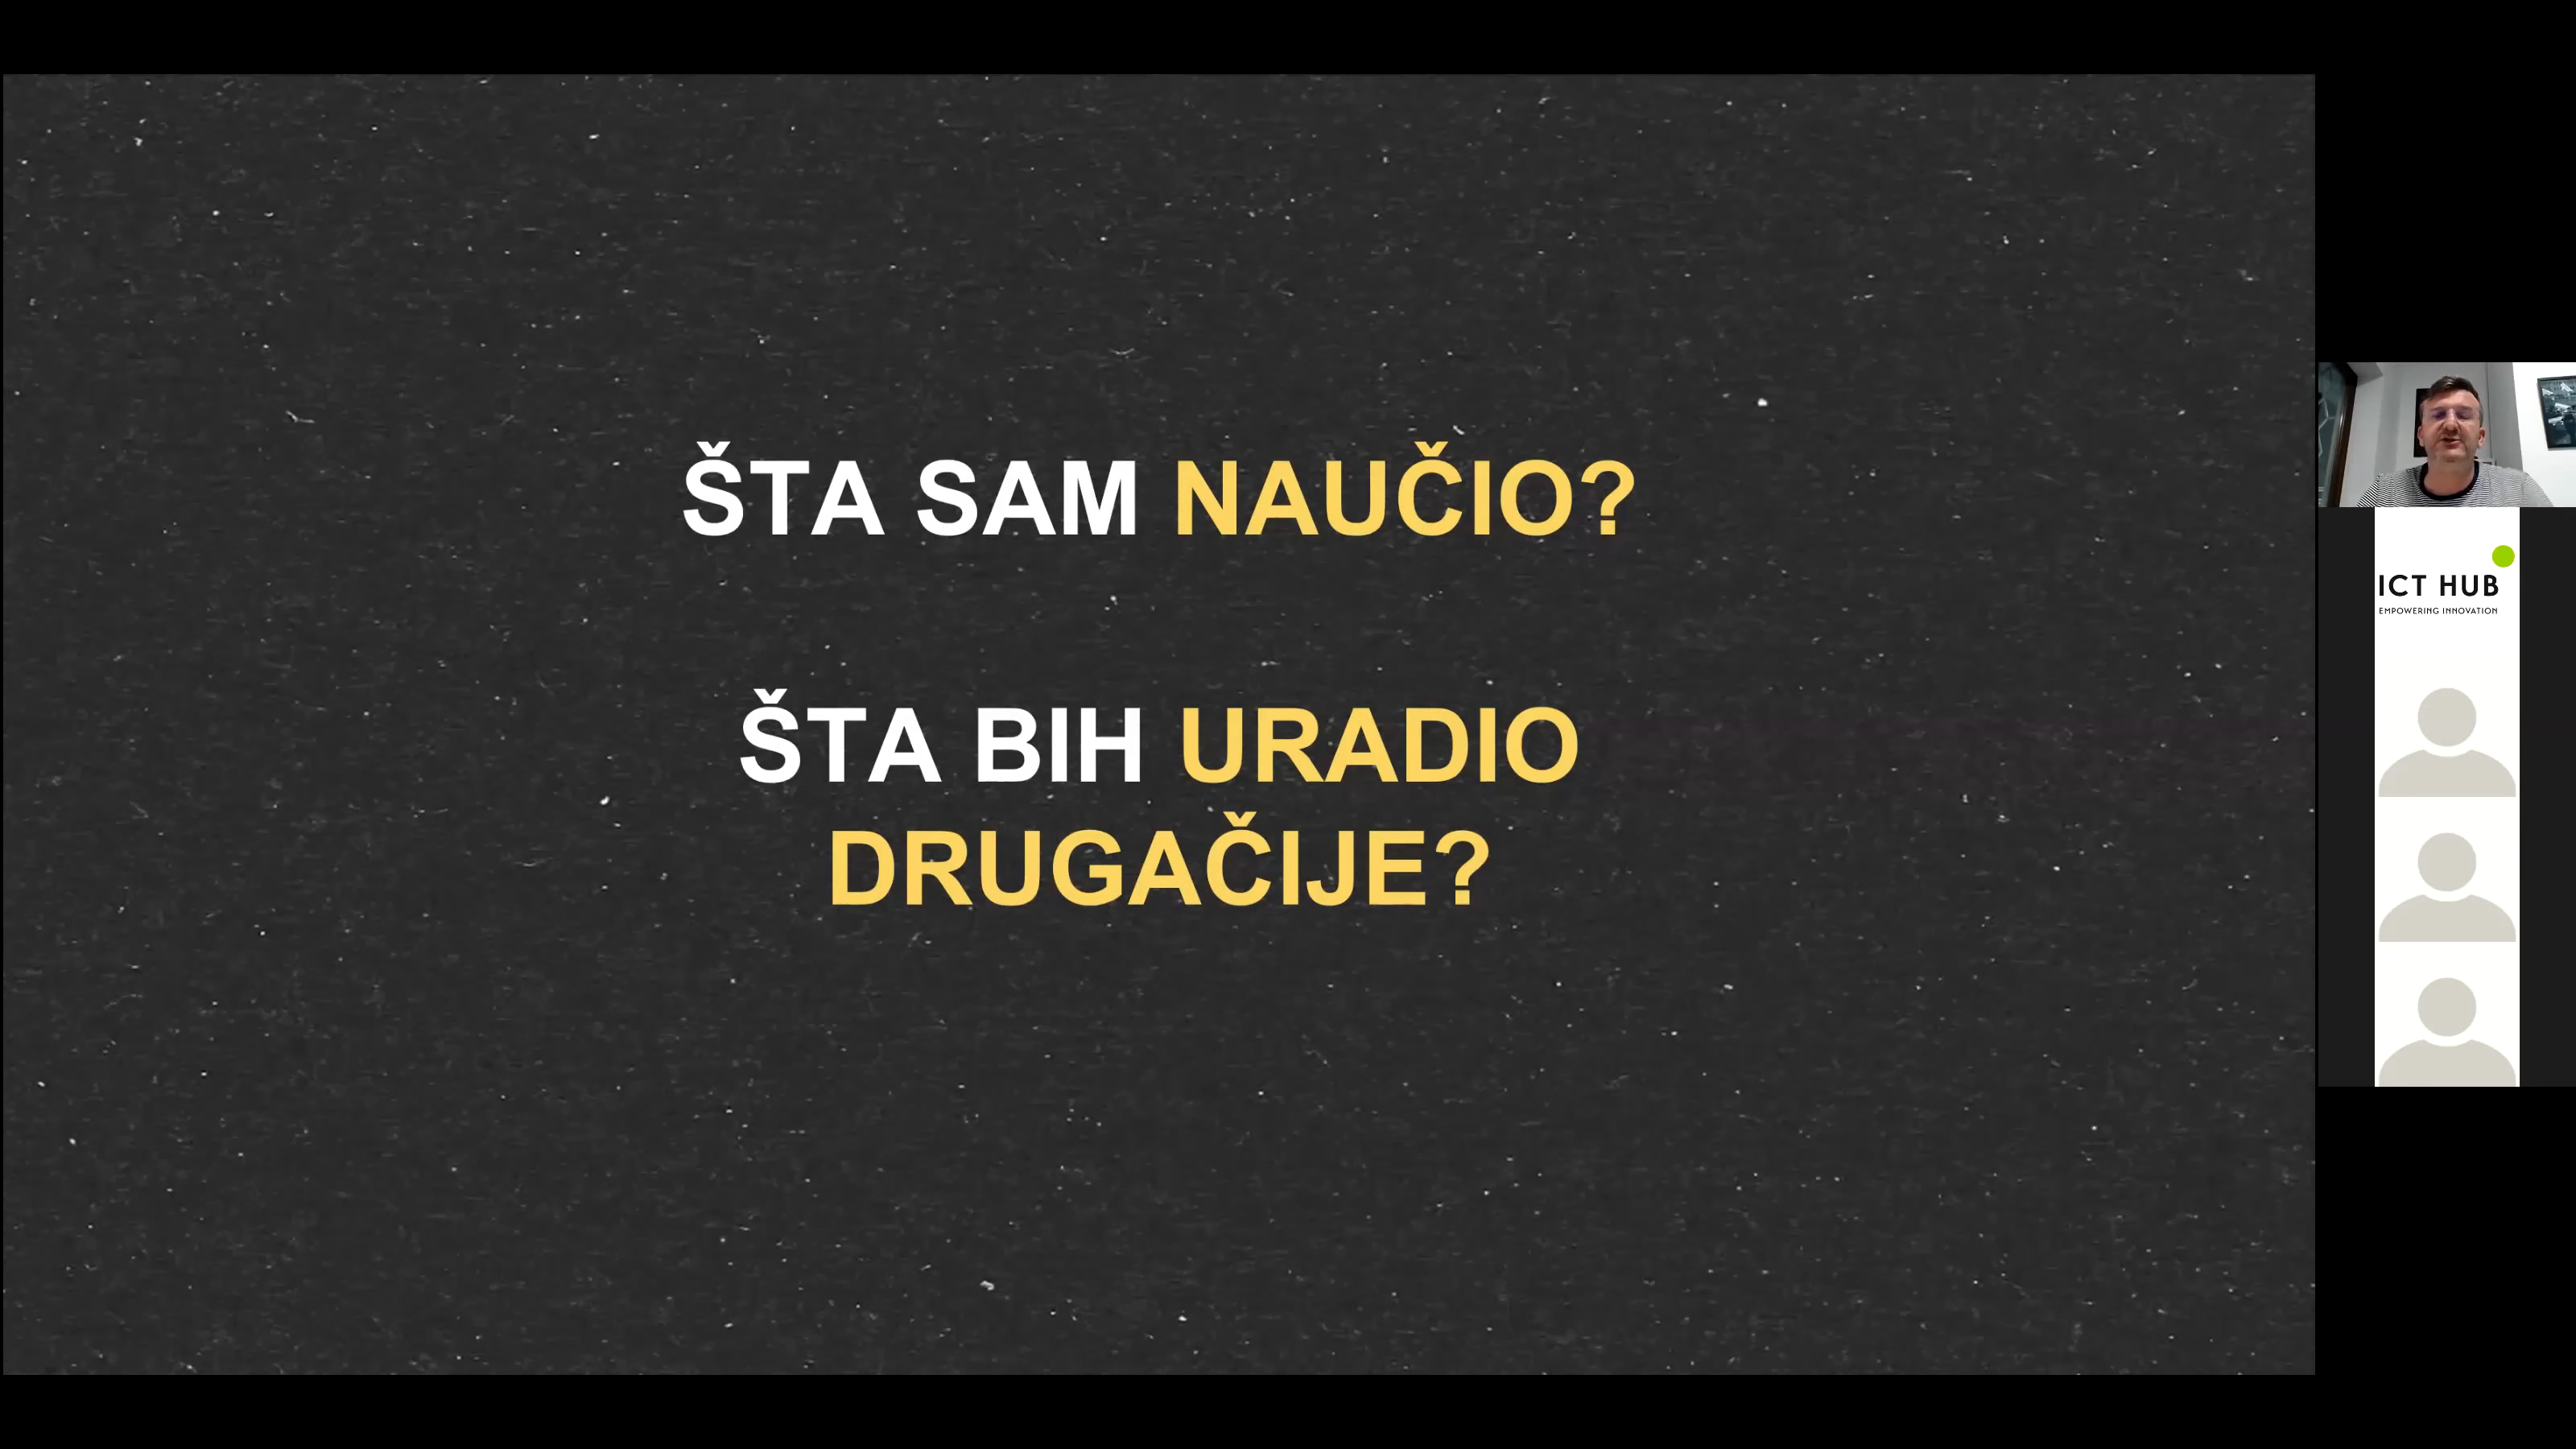 ŠTA SAM NAUČIO?
ŠTA BIH URADIO
DRUGAČIJE?
ICT HUB
EMPOWERING INNOVATION